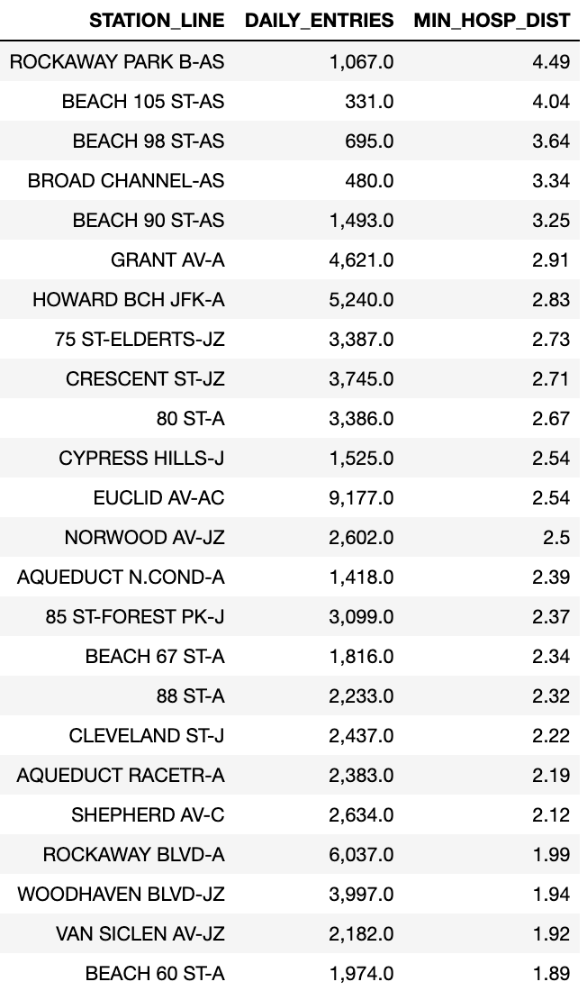 STATION_LINE DAILY_ENTRIES MIN_HOSP_DIST
ROCKAWAY PARK B-AS 1,067.0 4.49
BEACH 105 ST-AS 331.0 4.04
BEACH 98 ST-AS 695.0 3.64
BROAD CHANNEL-AS 480.0 3.34
BEACH 90 ST-AS 1,493.0 3.25
GRANT AV-A 4,621.0 2.91
HOWARD BCH JFK-A 5,240.0 2.83
75 ST-ELDERTS-JZ 3,387.0 2.73
CRESCENT ST-JZ 3,745.0 2.71
80 ST-A 3,386.0 2.67
CYPRESS HILLS-J 1,525.0 2.54
EUCLID AV-AC 9,177.0 2.54
NORWOOD AV-JZ 2,602.0 2.5
AQUEDUCT N.COND-A 1,418.0 2.39
85 ST-FOREST PK-J 3,099.0 2.37
BEACH 67 ST-A 1,816.0 2.34
88 ST-A 2,233.0 2.32
CLEVELAND ST-J 2,437.0 2.22
AQUEDUCT RACETR-A 2,383.0 2.19
SHEPHERD AV-C 2,634.0 2.12
ROCKAWAY BLVD-A 6,037.0 1.99
WOODHAVEN BLVD-JZ 3,997.0 1.94
VAN SICLEN AV-JZ 2,182.0 1.92
BEACH 60 ST-A 1,974.0 1.89